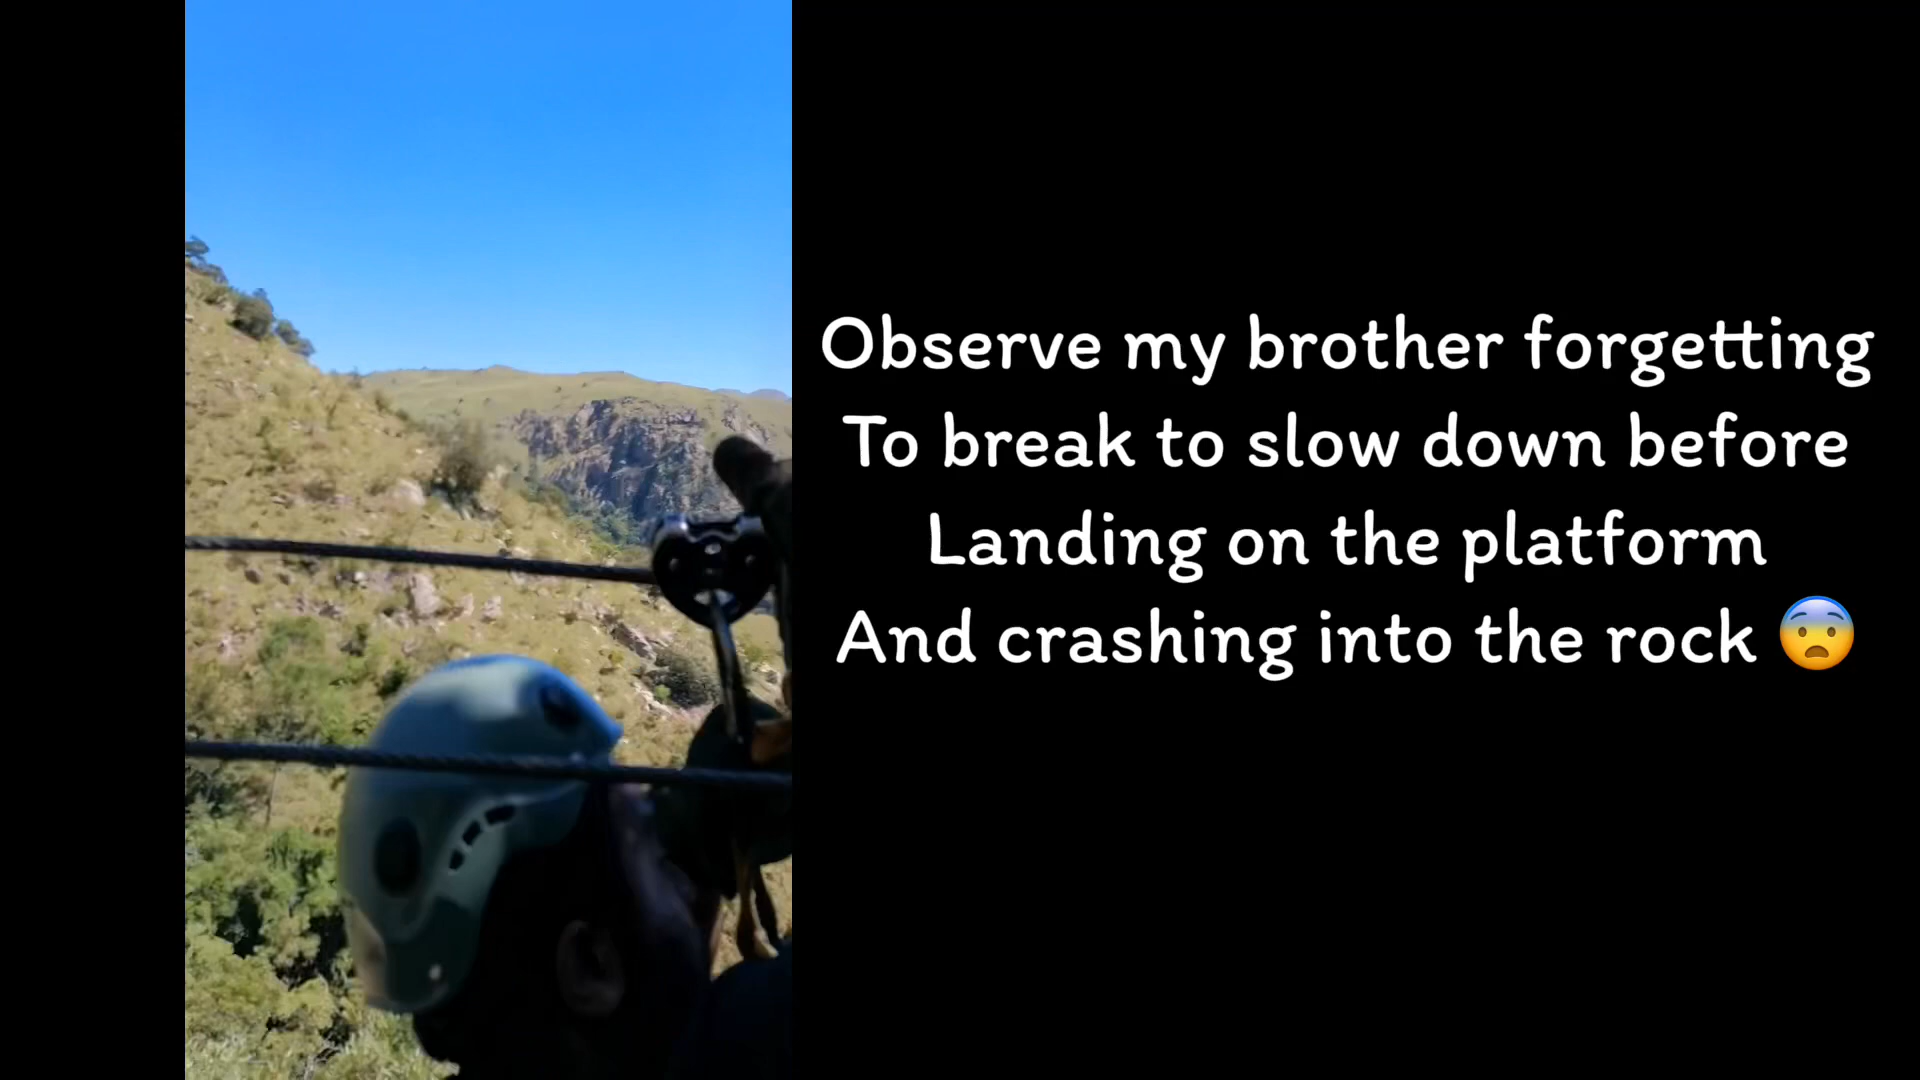 Observe my brother forgetting
To break to slow down before
Landing on the platform
And crashing into the rock 😨